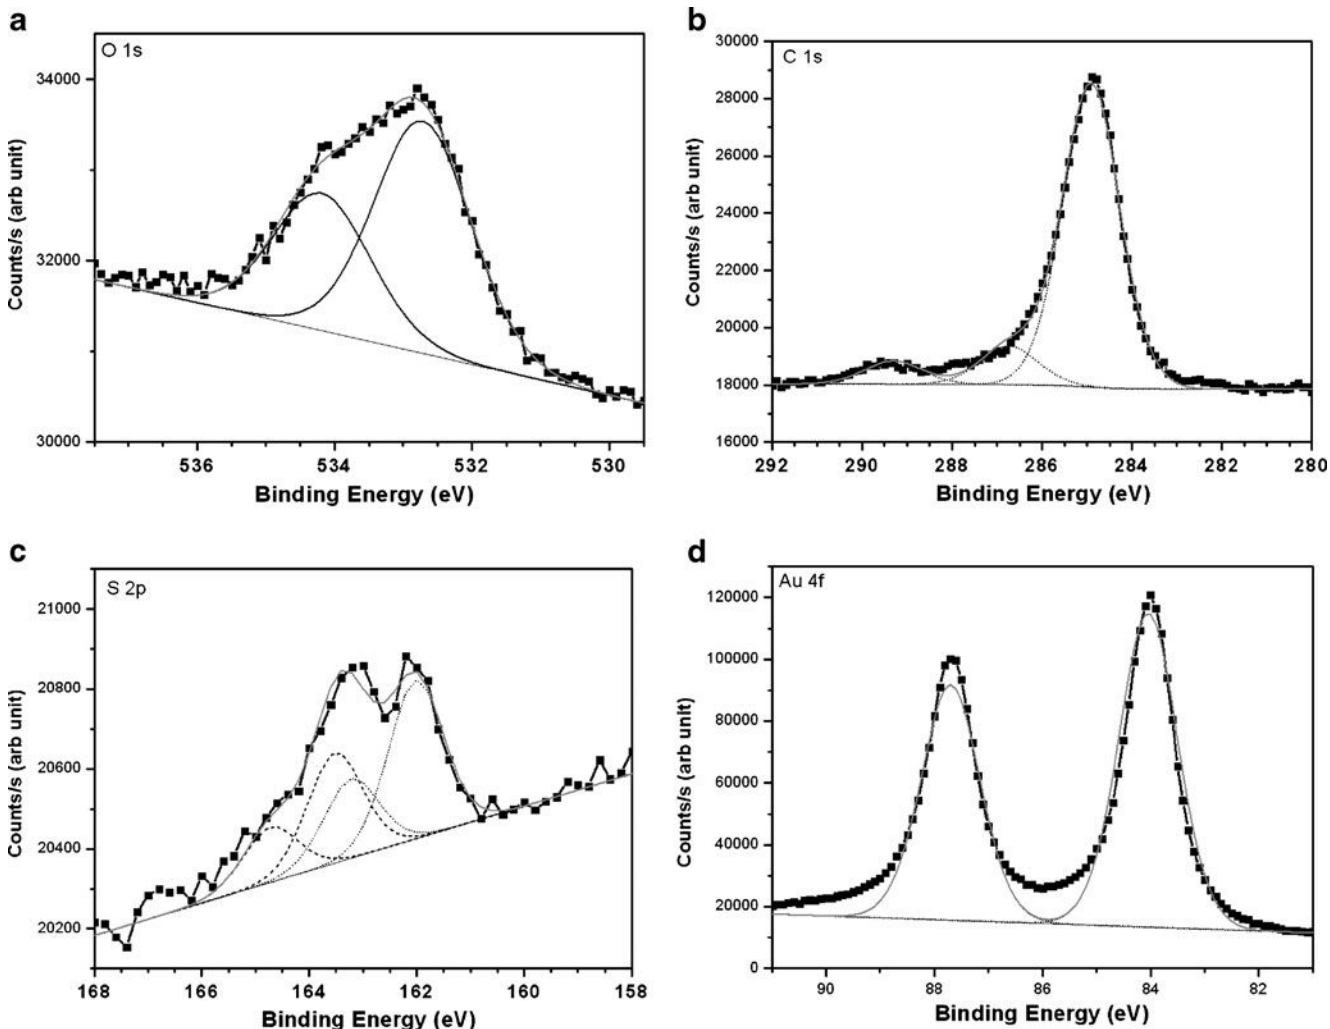 a
O 1s
34000
32000
30000
Counts/s (arb unit)
536
534
532
530
Binding Energy (eV)
b
C 1s
30000
28000
26000
24000
22000
20000
18000
16000
Counts/s (arb unit)
292
290
288
286
284
282
280
Binding Energy (eV)
c
S 2p
21000
20800
20600
20400
20200
Counts/s (arb unit)
168
166
164
162
160
158
Binding Energy (eV)
d
Au 4f
120000
100000
80000
60000
40000
20000
0
Counts/s (arb unit)
90
88
86
84
82
Binding Energy (eV)